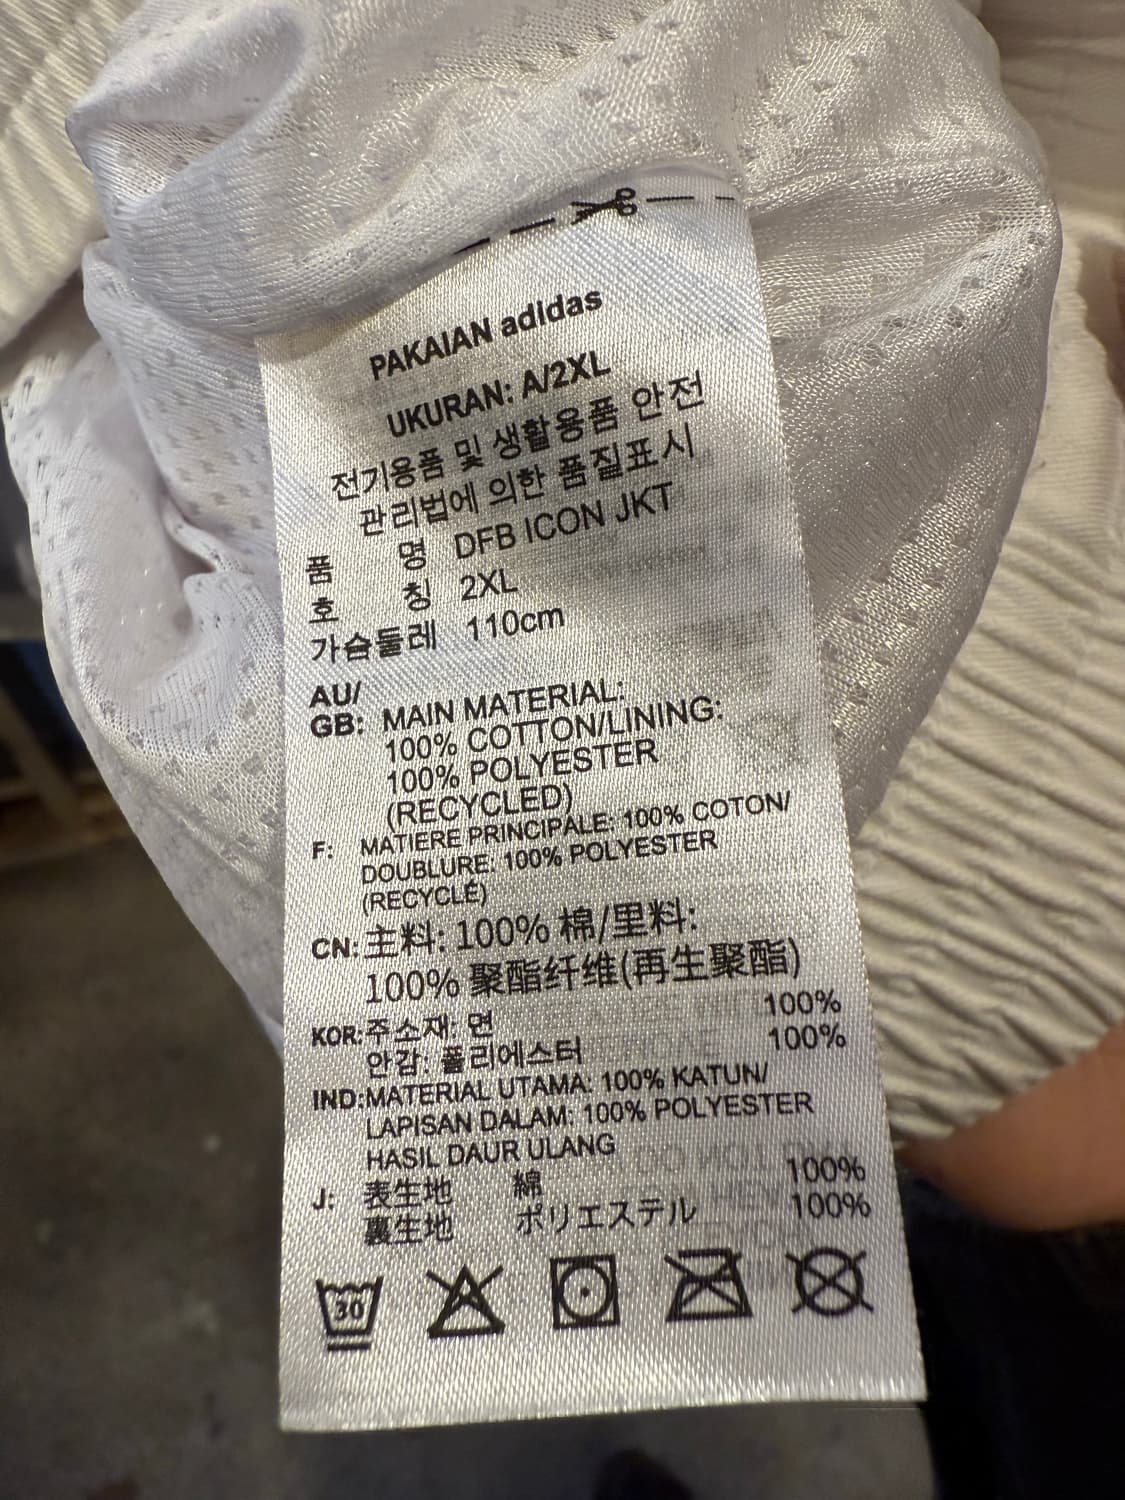 PAKAIAN adidas
UKURAN: A/2XL
전기용품 및 생활용품 안전
관리법에 의한 품질표시
품 명 DFB ICON JKT
호 칭 2XL
가슴둘레 110cm
AU/
GB: MAIN MATERIAL:
100% COTTON/LINING:
100% POLYESTER
(RECYCLED)
F: MATIERE PRINCIPALE: 100% COTON/
DOUBLURE: 100% POLYESTER
(RECYCLÉ)
CN: 主料: 100% 棉/里料:
100% 聚酯纤维(再生聚酯)
KOR: 주소재: 면 100%
안감: 폴리에스터 100%
IND: MATERIAL UTAMA: 100% KATUN/
LAPISAN DALAM: 100% POLYESTER
HASIL DAUR ULANG
J: 表生地 綿 100%
裏生地 ポリエステル 100%
30